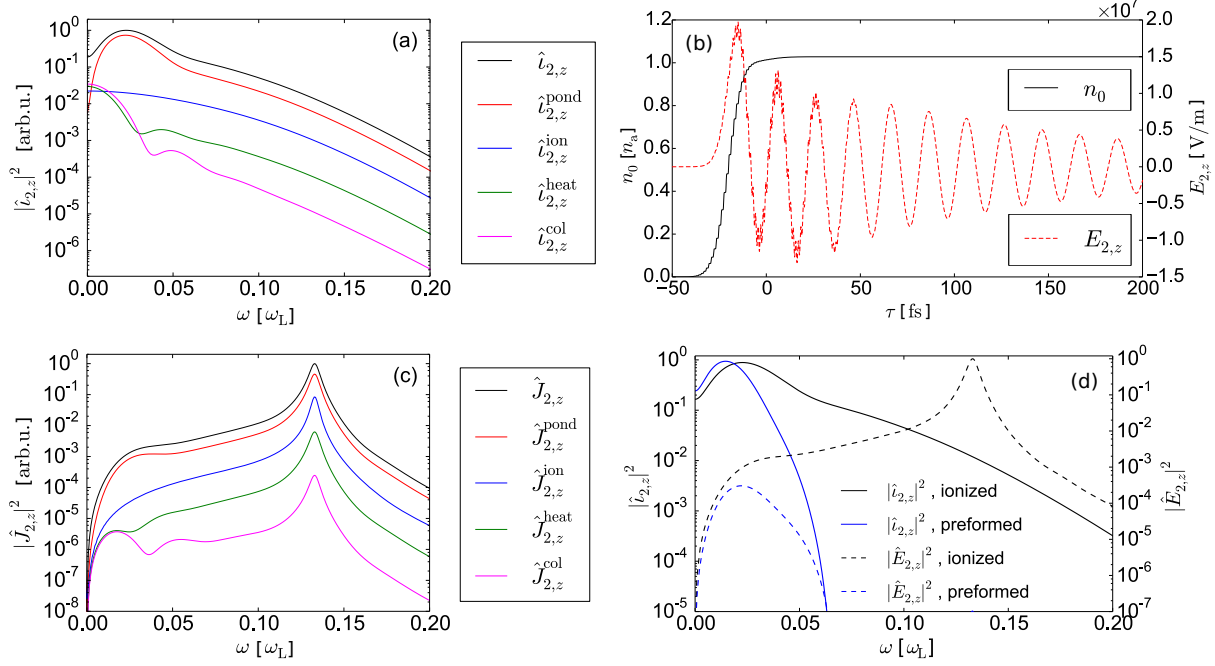 (a)
|ι̂₂,z|² [arb.u.]
10⁰
10⁻¹
10⁻²
10⁻³
10⁻⁴
10⁻⁵
10⁻⁶
0.00 0.05 0.10 0.15 0.20
ω [ω_L]
ι̂₂,z
ι̂₂,z^pond
ι̂₂,z^ion
ι̂₂,z^heat
ι̂₂,z^col
(b)
×10⁷
n₀ [nₐ]
1.2
1.0
0.8
0.6
0.4
0.2
0.0
n₀
E₂,z
2.0
1.5
1.0
0.5
0.0
−0.5
−1.0
−1.5
E₂,z [V/m]
−50 0 50 100 150 200
τ [fs]
(c)
|Ĵ₂,z|² [arb.u.]
10⁰
10⁻¹
10⁻²
10⁻³
10⁻⁴
10⁻⁵
10⁻⁶
10⁻⁷
10⁻⁸
0.00 0.05 0.10 0.15 0.20
ω [ω_L]
Ĵ₂,z
Ĵ₂,z^pond
Ĵ₂,z^ion
Ĵ₂,z^heat
Ĵ₂,z^col
(d)
|ι̂₂,z|²
10⁰
10⁻¹
10⁻²
10⁻³
10⁻⁴
10⁻⁵
|ι̂₂,z|² , ionized
|ι̂₂,z|² , preformed
|Ê₂,z|² , ionized
|Ê₂,z|² , preformed
10⁰
10⁻¹
10⁻²
10⁻³
10⁻⁴
10⁻⁵
10⁻⁶
10⁻⁷
|Ê₂,z|²
0.00 0.05 0.10 0.15 0.20
ω [ω_L]